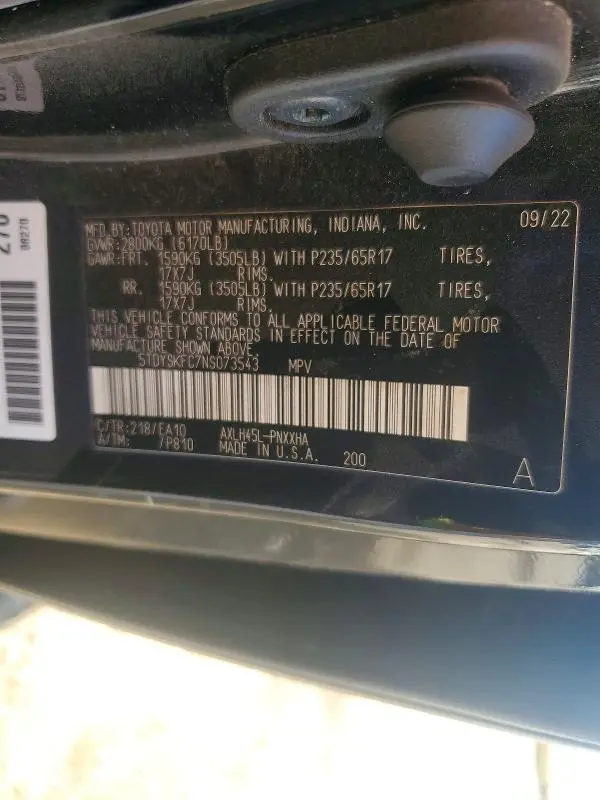 MFD.BY:TOYOTA MOTOR MANUFACTURING, INDIANA, INC. 09/22
GVWR:2800KG (6170LB)
GAWR:FRT. 1590KG (3505LB) WITH P235/65R17 TIRES,
17X7J RIMS.
RR. 1590KG (3505LB) WITH P235/65R17 TIRES,
17X7J RIMS.
THIS VEHICLE CONFORMS TO ALL APPLICABLE FEDERAL MOTOR
VEHICLE SAFETY STANDARDS IN EFFECT ON THE DATE OF
MANUFACTURE SHOWN ABOVE.
5TDYSKFC7NS073543 MPV
C/TR:218/EA10 AXLH45L-PNXXHA
A/TM: /P810 MADE IN U.S.A. 200
A
270